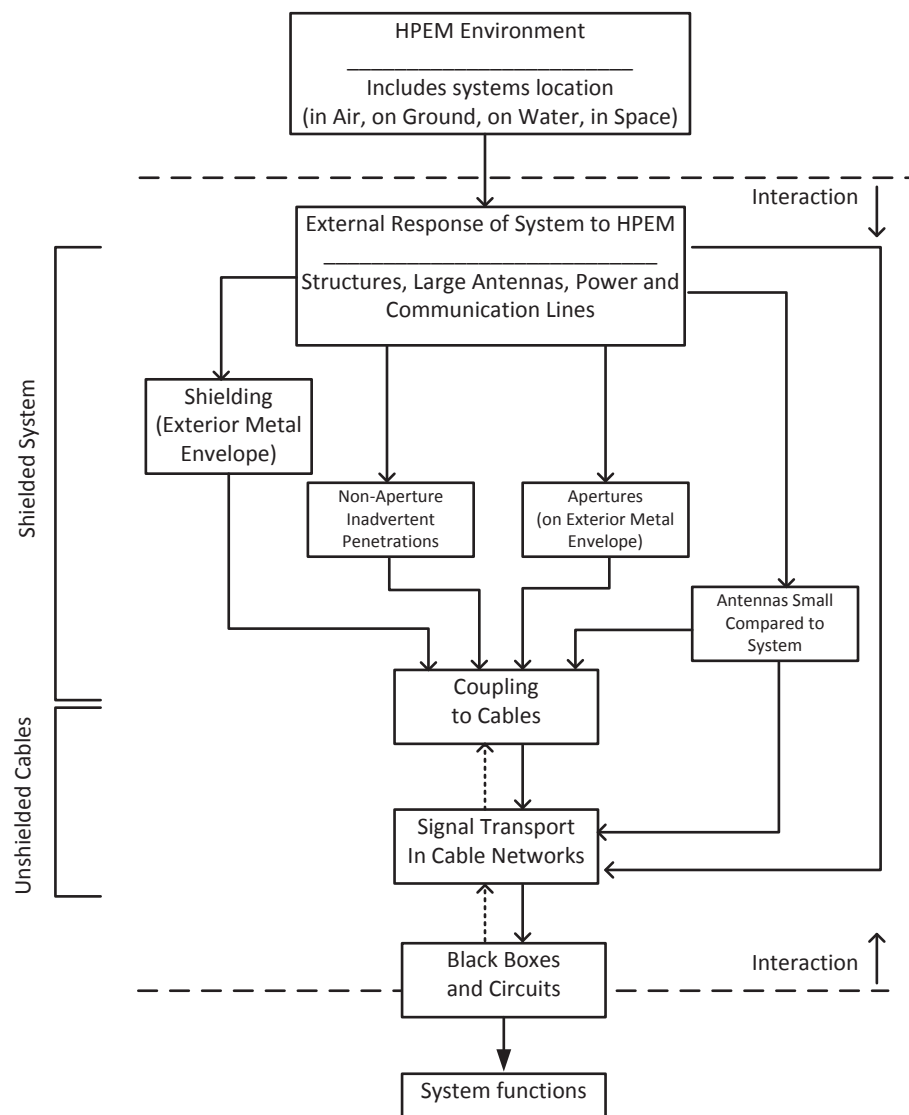 HPEM Environment
Includes systems location
(in Air, on Ground, on Water, in Space)
Interaction
External Response of System to HPEM
Structures, Large Antennas, Power and
Communication Lines
Shielded System
Shielding
(Exterior Metal
Envelope)
Non-Aperture
Inadvertent
Penetrations
Apertures
(on Exterior Metal
Envelope)
Antennas Small
Compared to
System
Coupling
to Cables
Unshielded Cables
Signal Transport
In Cable Networks
Black Boxes
and Circuits
Interaction
System functions